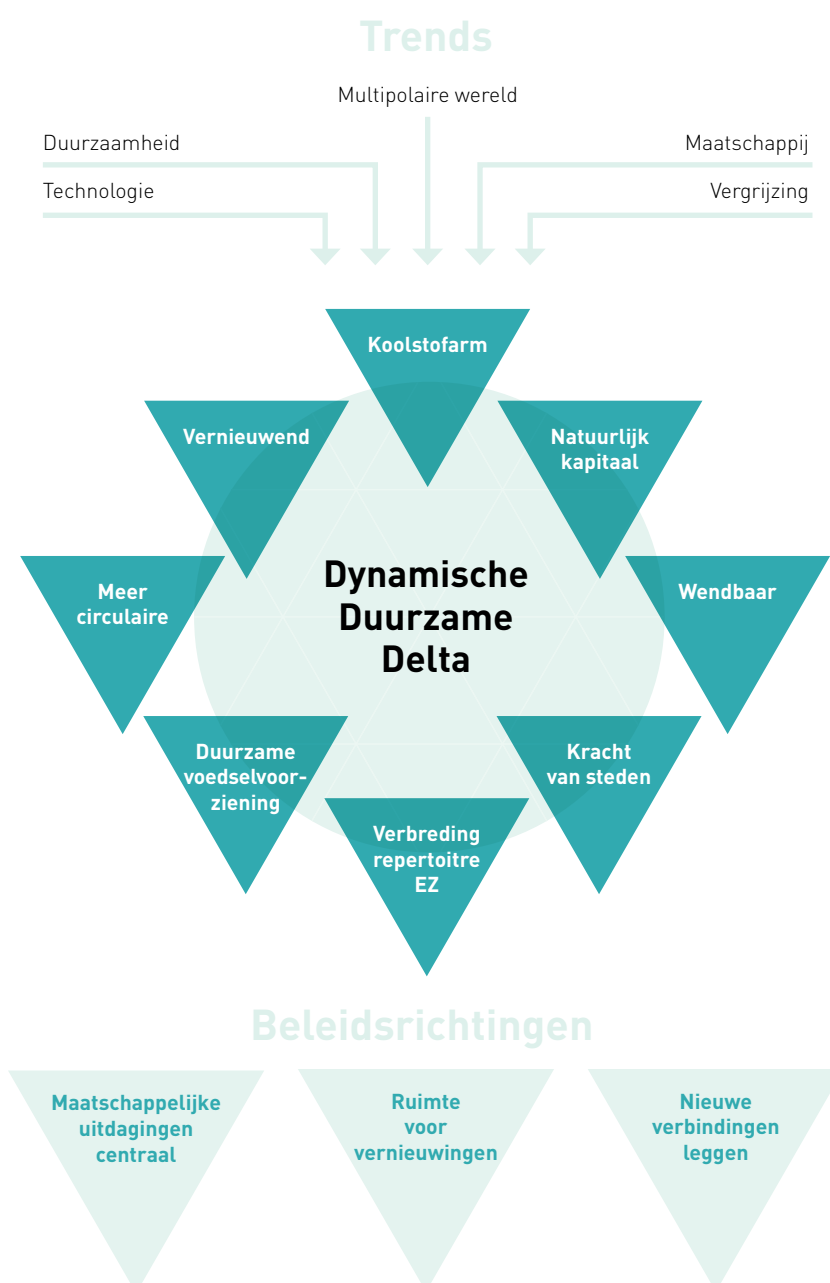 Trends
Multipolaire wereld
Duurzaamheid
Maatschappij
Technologie
Vergrijzing
Koolstofarm
Vernieuwend
Natuurlijk
kapitaal
Meer
circulaire
Dynamische
Duurzame
Delta
Wendbaar
Duurzame
voedselvoor-
ziening
Kracht
van steden
Verbreding
repertoitre
EZ
Beleidsrichtingen
Maatschappelijke
uitdagingen
centraal
Ruimte
voor
vernieuwingen
Nieuwe
verbindingen
leggen